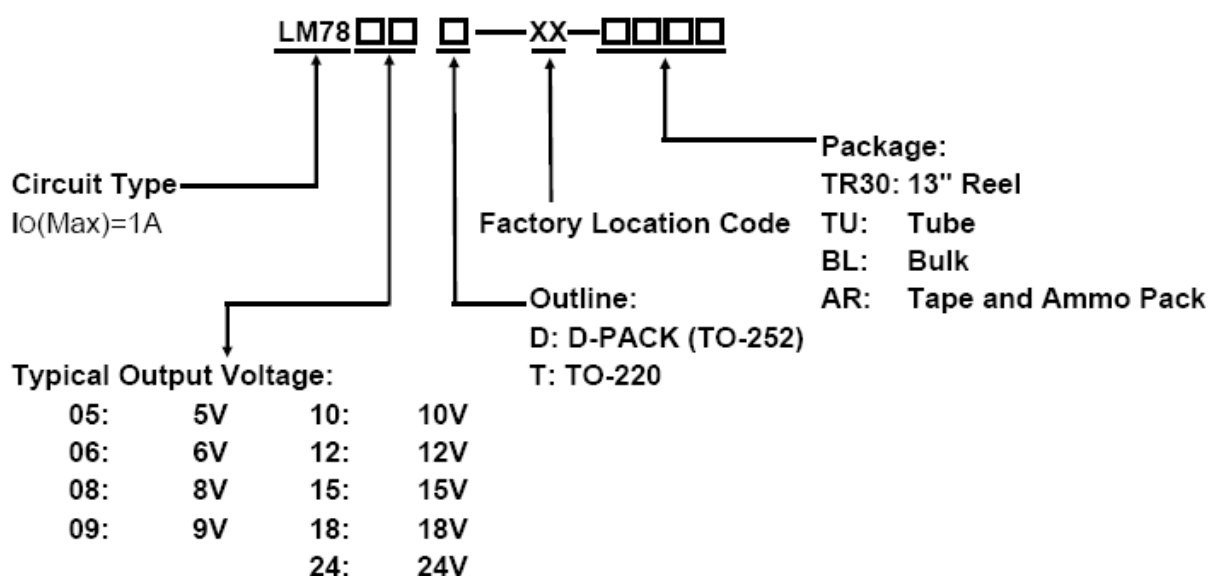 LM78□□ □—XX—□□□□
Circuit Type
IO(Max)=1A
Factory Location Code
Package:
TR30: 13" Reel
TU: Tube
BL: Bulk
AR: Tape and Ammo Pack
Outline:
D: D-PACK (TO-252)
T: TO-220
Typical Output Voltage:
05: 5V 10: 10V
06: 6V 12: 12V
08: 8V 15: 15V
09: 9V 18: 18V
24: 24V